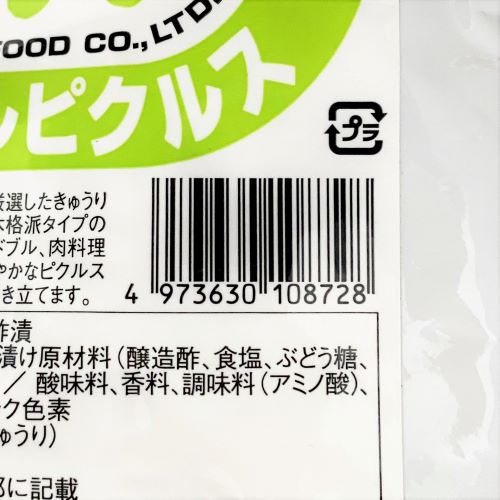 FOOD CO., LTD.
ピクルス
プラ
選したきゅうり
格派タイプの
ドブル、肉料理
やかなピクルス
き立てます。
4 973630 108728
酢漬
漬け原材料(醸造酢、食塩、ぶどう糖、
/ 酸味料、香料、調味料(アミノ酸)、
ック色素
ゅうり)
に記載